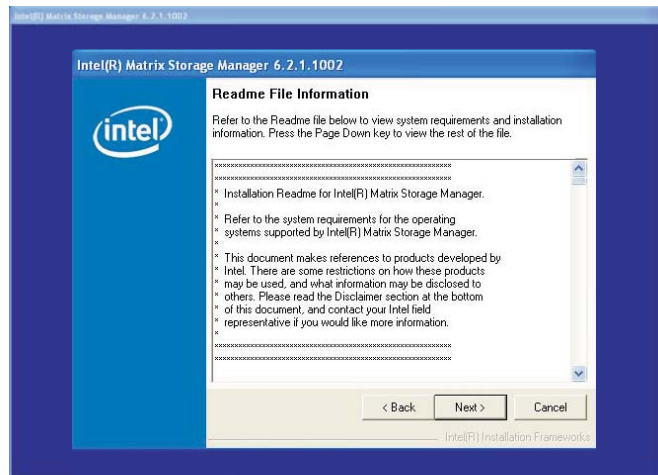 Intel(R) Matrix Storage Manager 6.2.1.1002
Intel(R) Matrix Storage Manager 6.2.1.1002
intel
Readme File Information
Refer to the Readme file below to view system requirements and installation
information. Press the Page Down key to view the rest of the file.
************************************************************
************************************************************
* Installation Readme for Intel(R) Matrix Storage Manager.
*
* Refer to the system requirements for the operating
* systems supported by Intel(R) Matrix Storage Manager.
*
* This document makes references to products developed by
* Intel. There are some restrictions on how these products
* may be used, and what information may be disclosed to
* others. Please read the Disclaimer section at the bottom
* of this document, and contact your Intel field
* representative if you would like more information.
*
************************************************************
************************************************************
< Back Next > Cancel
Intel(R) Installation Frameworks